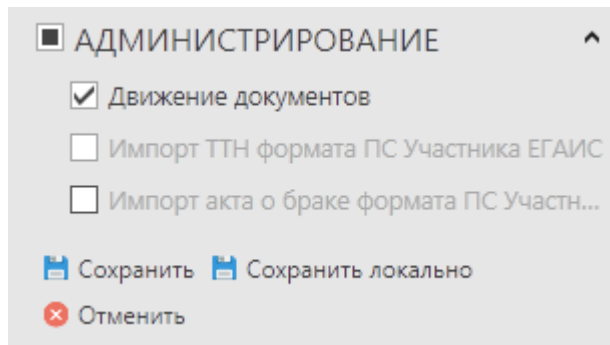 АДМИНИСТРИРОВАНИЕ
Движение документов
Импорт ТТН формата ПС Участника ЕГАИС
Импорт акта о браке формата ПС Участн...
Сохранить Сохранить локально
Отменить